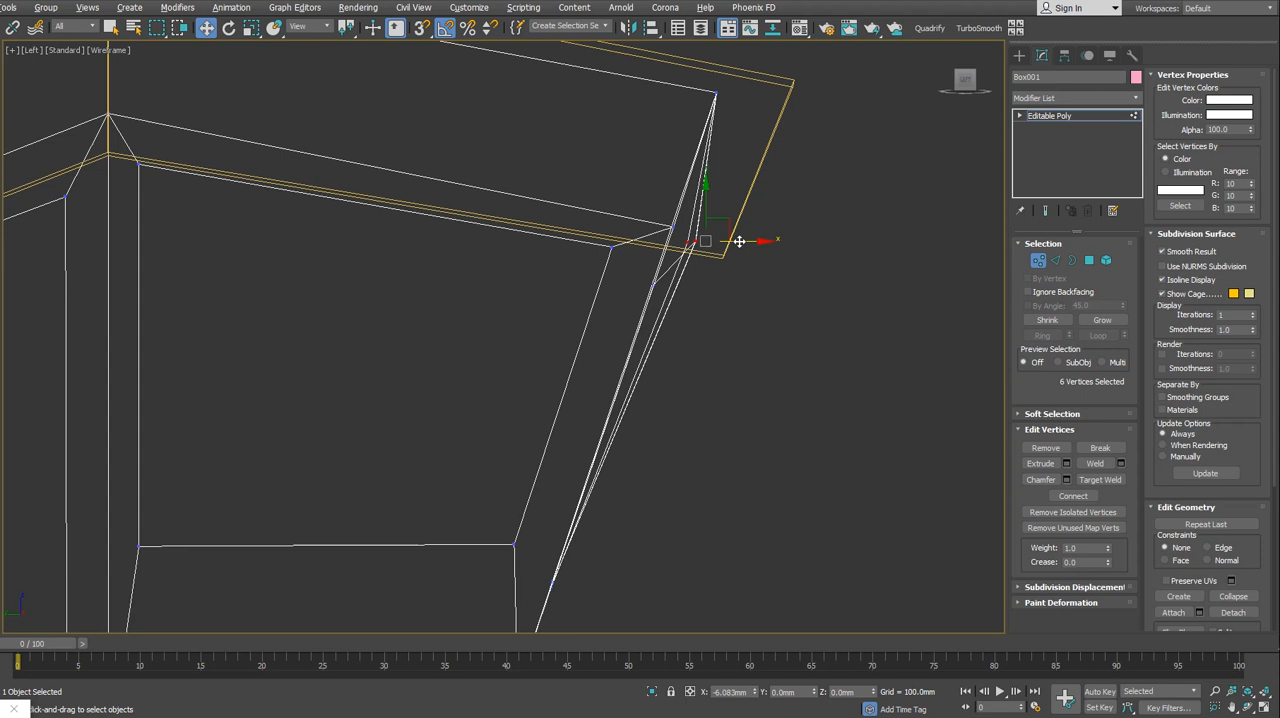 Tools Group Views Create Modifiers Animation Graph Editors Rendering Civil View Customize Scripting Content Arnold Corona Help Phoenix FD Sign In Workspaces: Default
All View Create Selection Se Quadrify TurboSmooth
[+] [Left] [Standard] [Wireframe]
LEFT
x
z
Box001
Modifier List
Editable Poly
Selection
By Vertex
Ignore Backfacing
By Angle: 45.0
Shrink Grow
Ring Loop
Preview Selection
Off SubObj Multi
6 Vertices Selected
Soft Selection
Edit Vertices
Remove Break
Extrude Weld
Chamfer Target Weld
Connect
Remove Isolated Vertices
Remove Unused Map Verts
Weight: 1.0
Crease: 0.0
Subdivision Displacemen
Paint Deformation
Vertex Properties
Edit Vertex Colors
Color:
Illumination:
Alpha: 100.0
Select Vertices By
Color
Illumination Range:
R: 10
G: 10
B: 10
Select
Subdivision Surface
Smooth Result
Use NURMS Subdivision
Isoline Display
Show Cage......
Display
Iterations: 1
Smoothness: 1.0
Render
Iterations: 0
Smoothness: 1.0
Separate By
Smoothing Groups
Materials
Update Options
Always
When Rendering
Manually
Update
Edit Geometry
Repeat Last
Constraints
None Edge
Face Normal
Preserve UVs
Create Collapse
Attach Detach
0 / 100 >
0 5 10 15 20 25 30 35 40 45 50 55 60 65 70 75 80 85 90 95 100
1 Object Selected X: -6.083mm Y: 0.0mm Z: 0.0mm Grid = 100.0mm Auto Key Selected
click-and-drag to select objects Add Time Tag 0 Set Key Key Filters...